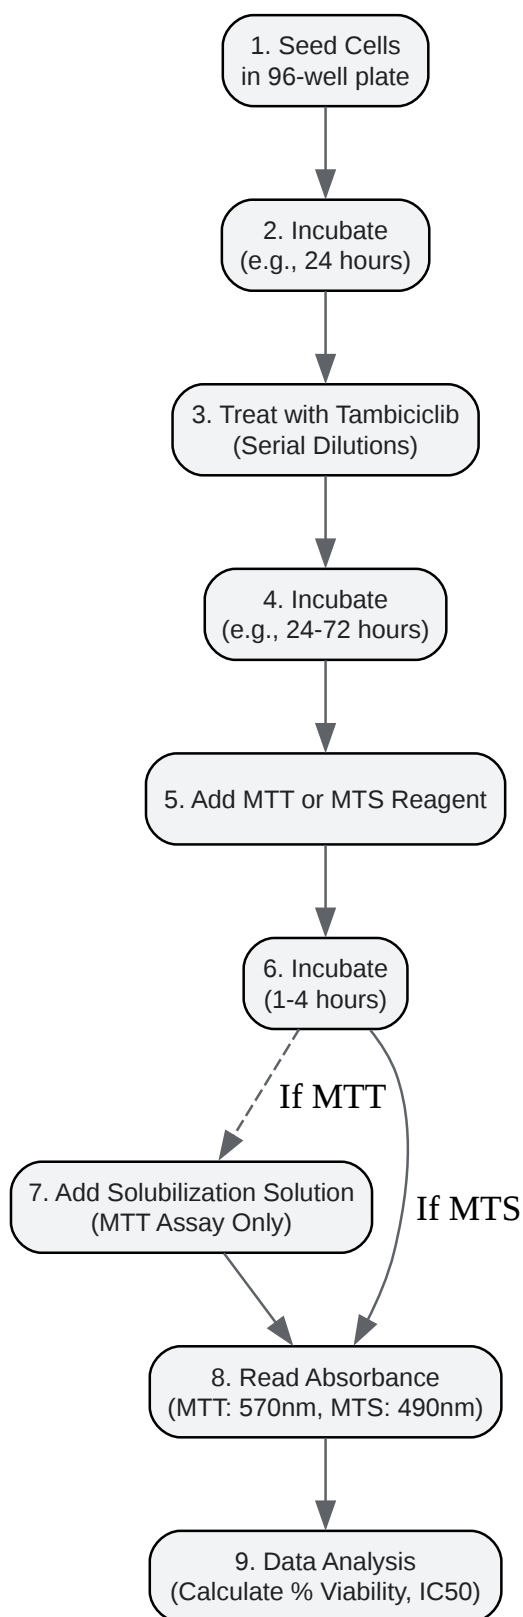 1. Seed Cells
in 96-well plate
2. Incubate
(e.g., 24 hours)
3. Treat with Tambiciclib
(Serial Dilutions)
4. Incubate
(e.g., 24-72 hours)
5. Add MTT or MTS Reagent
6. Incubate
(1-4 hours)
If MTT
7. Add Solubilization Solution
(MTT Assay Only)
If MTS
8. Read Absorbance
(MTT: 570nm, MTS: 490nm)
9. Data Analysis
(Calculate % Viability, IC50)